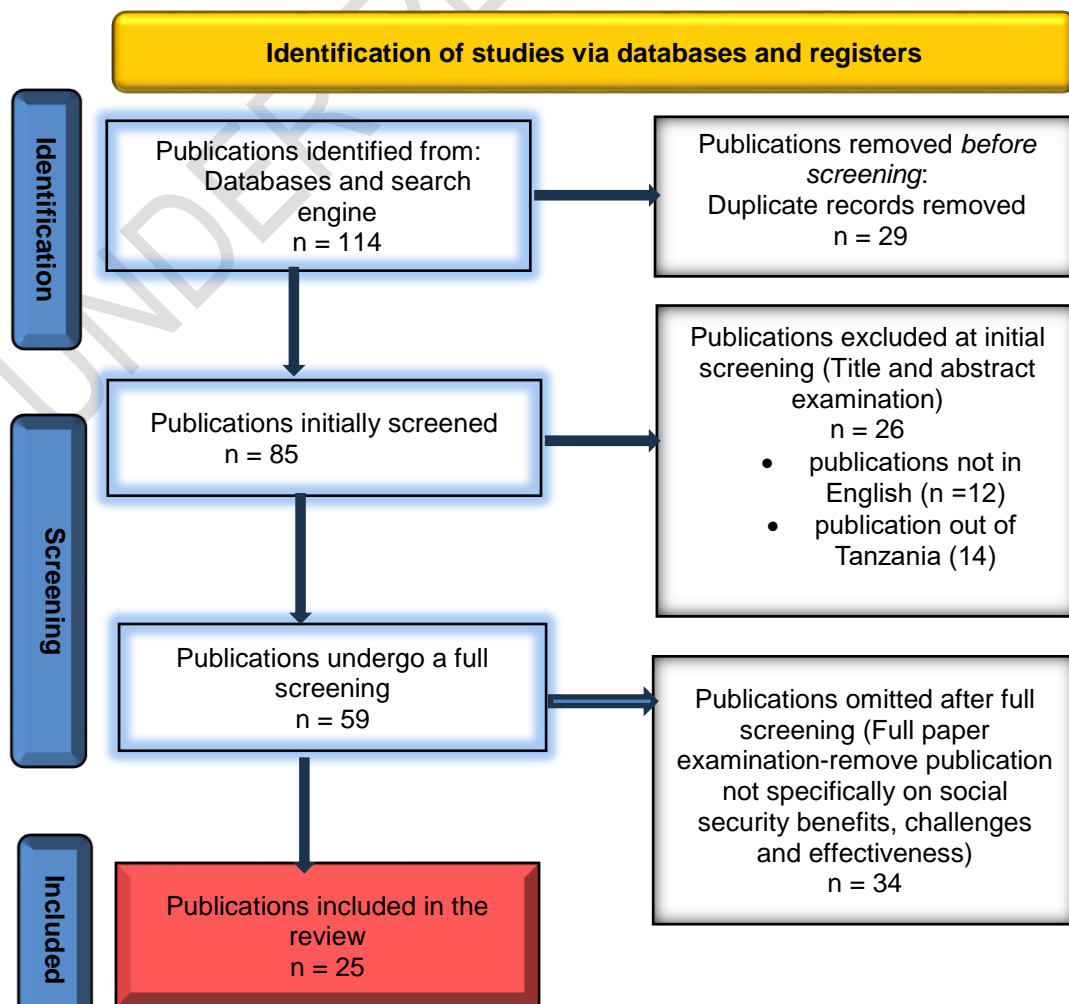 Identification of studies via databases and registers
Identification
Publications identified from:
Databases and search
engine
n = 114
Publications removed before
screening:
Duplicate records removed
n = 29
Screening
Publications initially screened
n = 85
Publications excluded at initial
screening (Title and abstract
examination)
n = 26
• publications not in
English (n =12)
• publication out of
Tanzania (14)
Publications undergo a full
screening
n = 59
Publications omitted after full
screening (Full paper
examination-remove publication
not specifically on social
security benefits, challenges
and effectiveness)
n = 34
Included
Publications included in the
review
n = 25
UNDER